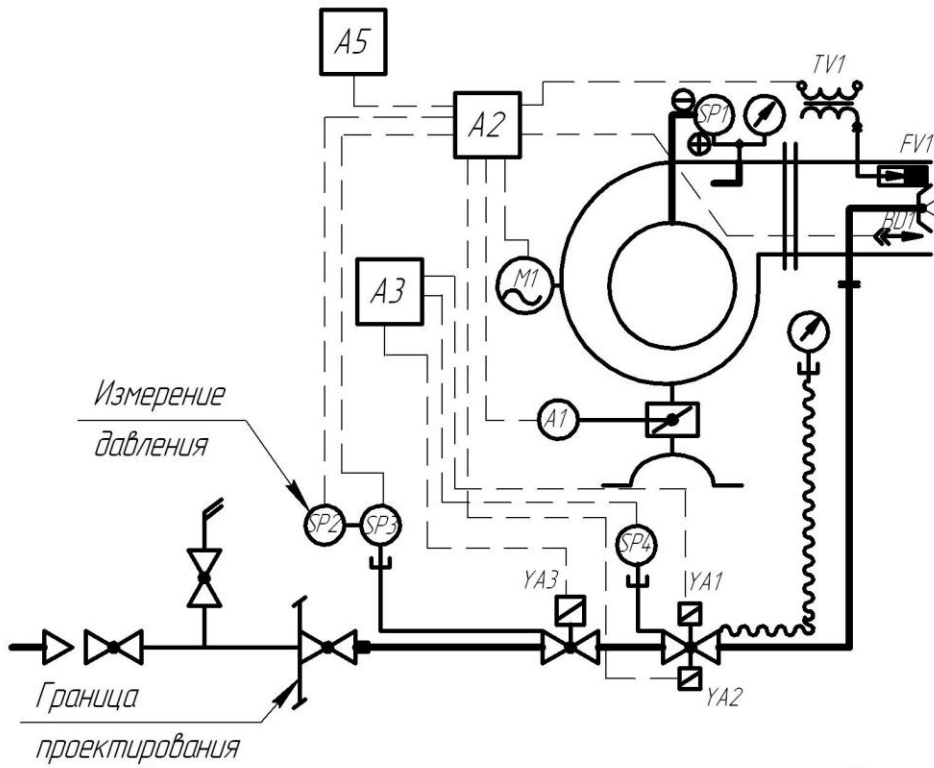 A5
TV1
A2
SP1
FV1
BD1
M1
A3
Измерение
давления
A1
SP2
SP3
SP4
YA3
YA1
YA2
Граница
проектирования